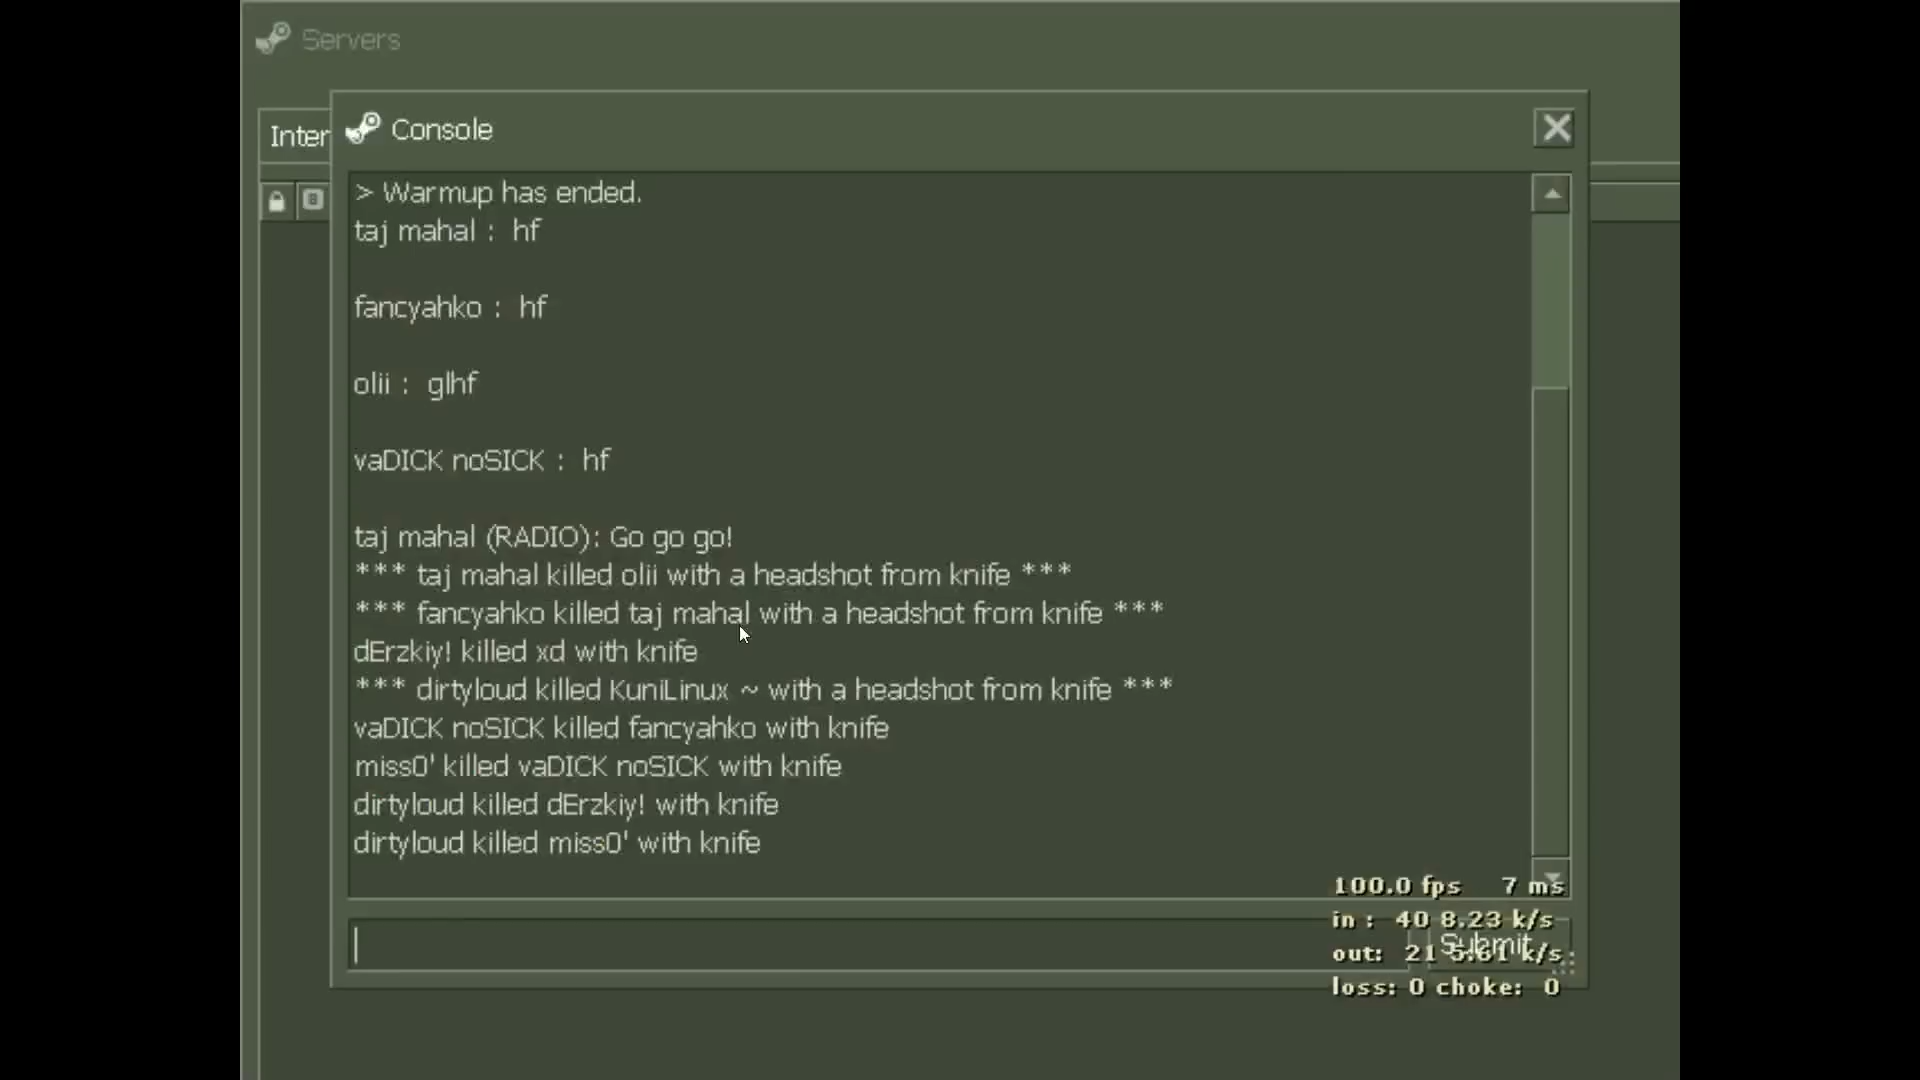 Servers
Inter
Console
> Warmup has ended.
taj mahal :  hf
fancyahko :  hf
olii :  glhf
vaDICK noSICK :  hf
taj mahal (RADIO): Go go go!
*** taj mahal killed olii with a headshot from knife ***
*** fancyahko killed taj mahal with a headshot from knife ***
dErzkiy! killed xd with knife
*** dirtyloud killed KuniLinux ~ with a headshot from knife ***
vaDICK noSICK killed fancyahko with knife
miss0' killed vaDICK noSICK with knife
dirtyloud killed dErzkiy! with knife
dirtyloud killed miss0' with knife
100.0 fps   7 ms
in :  40 8.23 k/s
Submit
out:  21 5.61 k/s
loss: 0 choke:  0